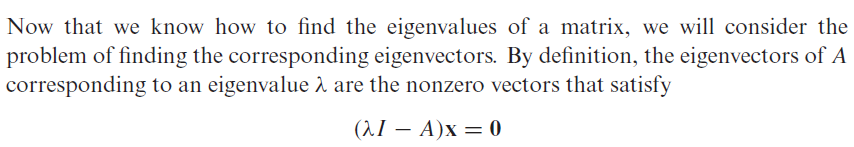 Now that we know how to find the eigenvalues of a matrix, we will consider the
problem of finding the corresponding eigenvectors. By definition, the eigenvectors of A
corresponding to an eigenvalue λ are the nonzero vectors that satisfy
(λI − A)x = 0